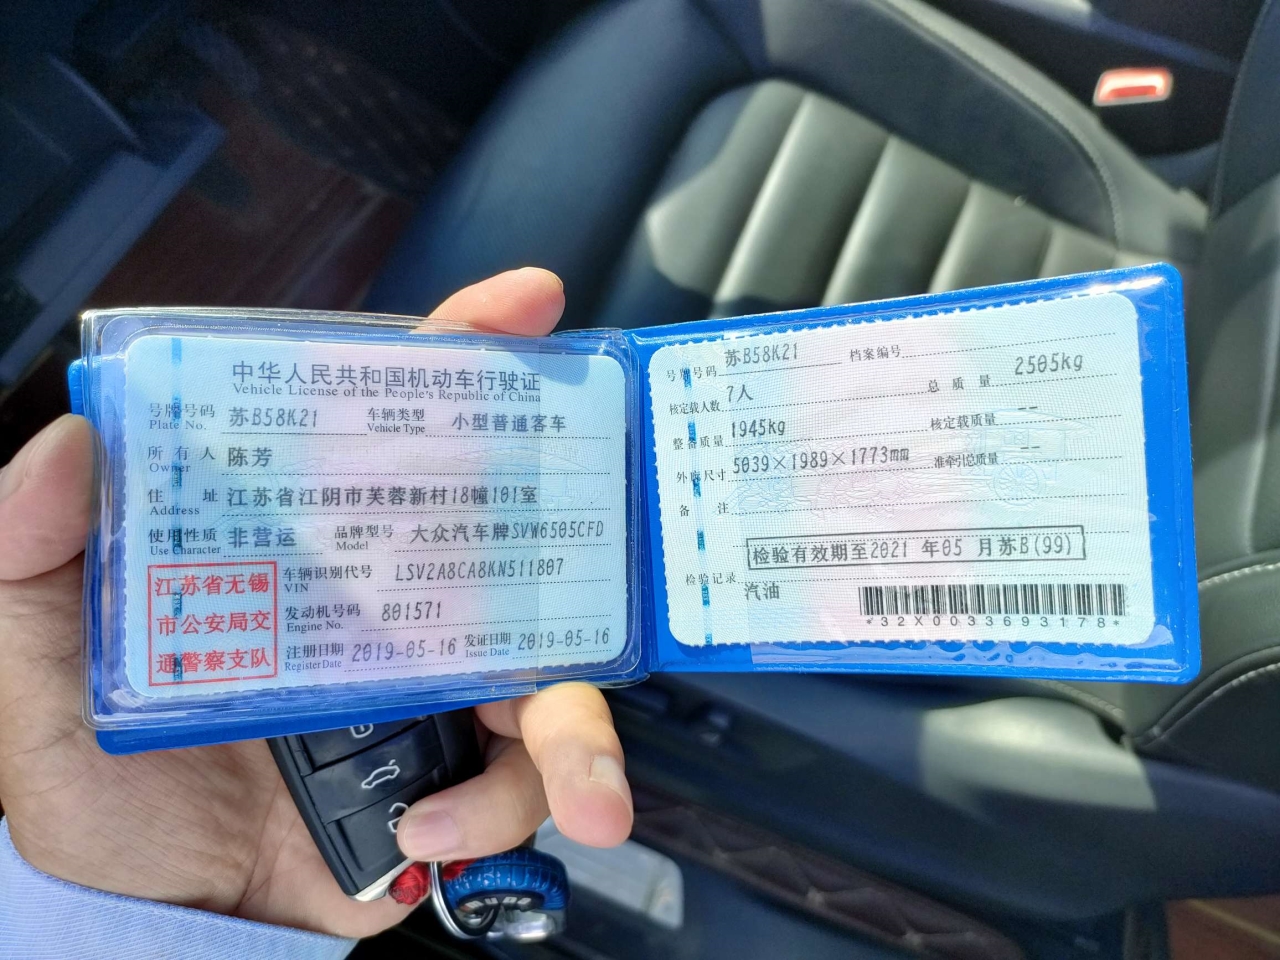 中华人民共和国机动车行驶证
Vehicle License of the People's Republic of China
号牌号码 苏B58K21 车辆类型 小型普通客车
Plate No. Vehicle Type
所有人 陈芳
Owner
住址 江苏省江阴市芙蓉新村18幢101室
Address
使用性质 非营运 品牌型号 大众汽车牌SVW6505CFD
Use Character Model
江苏省无锡
市公安局交
通警察支队
车辆识别代号 LSV2A8CA8KN511807
VIN
发动机号码 801571
Engine No.
注册日期 2019-05-16 发证日期 2019-05-16
Register Date Issue Date
号牌号码 苏B58K21 档案编号
核定载人数 7人 总质量 2505kg
整备质量 1945kg 核定载质量 --
外廓尺寸 5039×1989×1773mm 准牵引总质量 --
备注
检验有效期至2021年05月苏B(99)
检验记录
汽油
*32X0033693178*